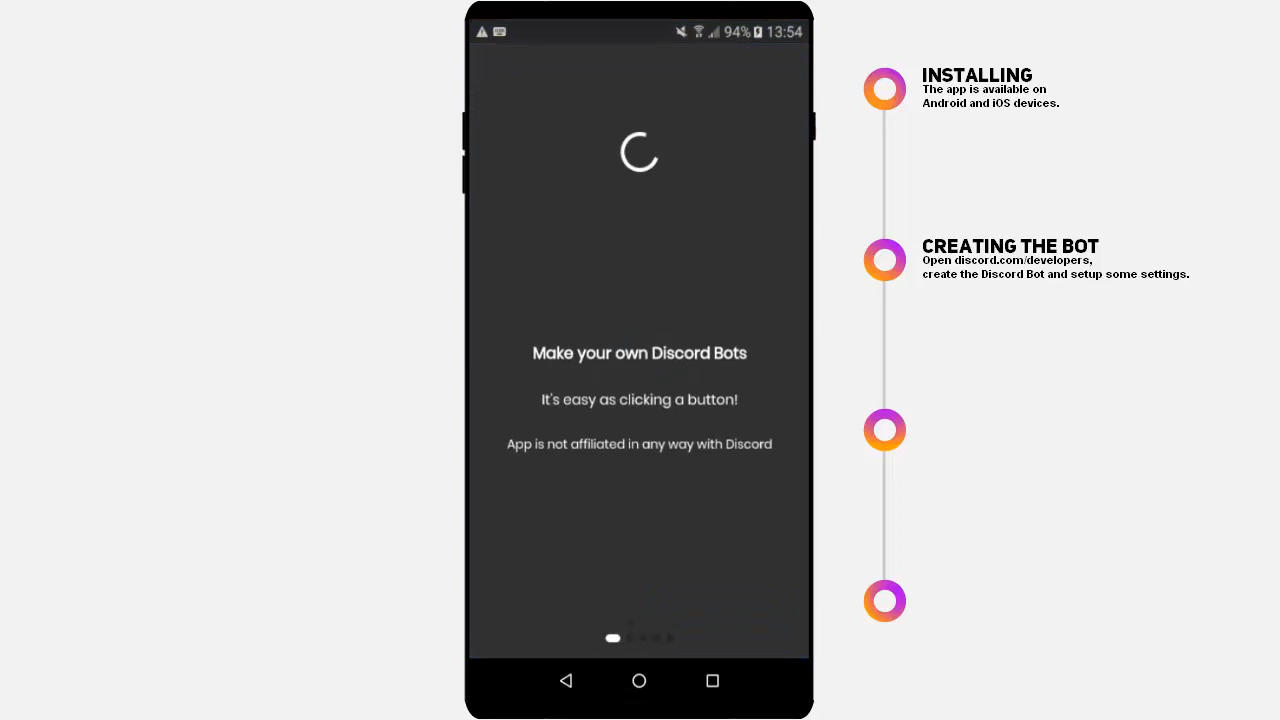 94% 13:54
Make your own Discord Bots
It's easy as clicking a button!
App is not affiliated in any way with Discord
INSTALLING
The app is available on
Android and iOS devices.
CREATING THE BOT
Open discord.com/developers,
create the Discord Bot and setup some settings.